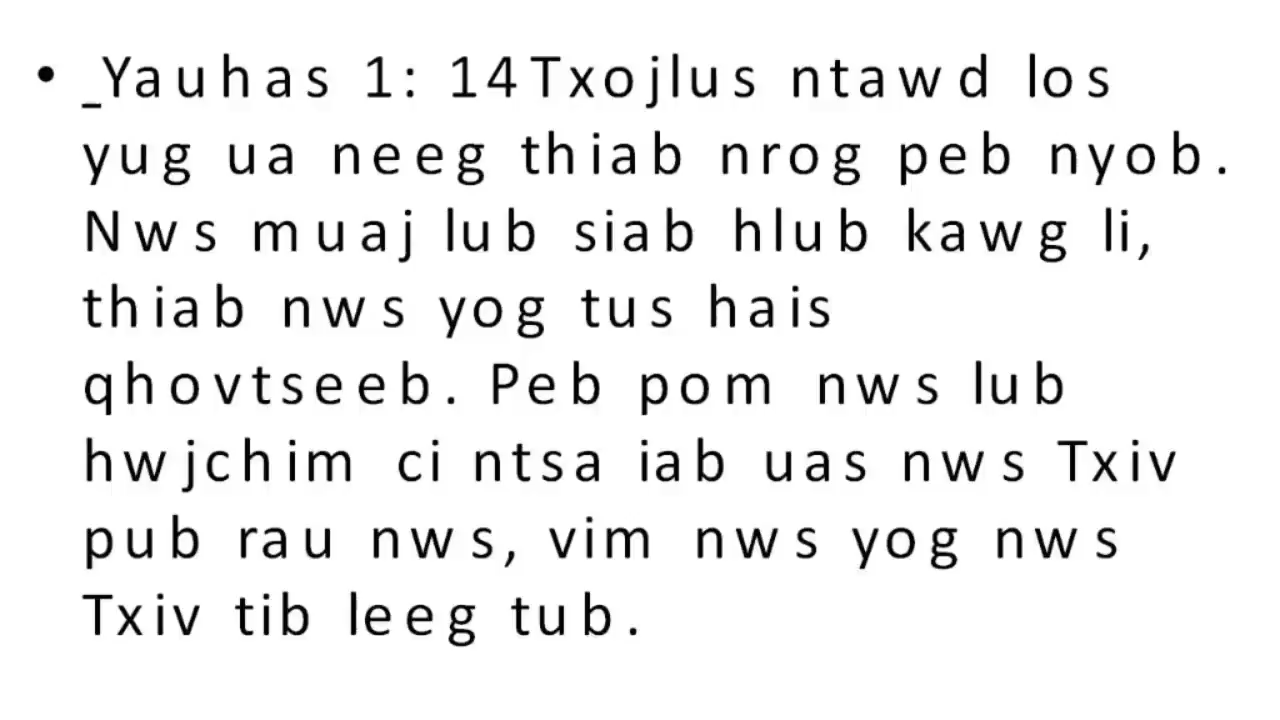 • _Yauhas 1: 14Txojlus ntawd los
yug ua neeg thiab nrog peb nyob.
Nws muaj lub siab hlub kawg li,
thiab nws yog tus hais
qhovtseeb. Peb pom nws lub
hwjchim ci ntsa iab uas nws Txiv
pub rau nws, vim nws yog nws
Txiv tib leeg tub.